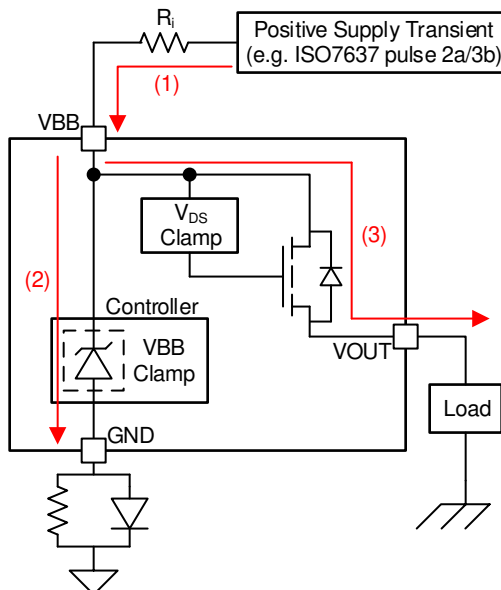 Rᵢ
Positive Supply Transient
(e.g. ISO7637 pulse 2a/3b)
(1)
VBB
V_DS
Clamp
(3)
(2)
Controller
VBB
Clamp
VOUT
GND
Load